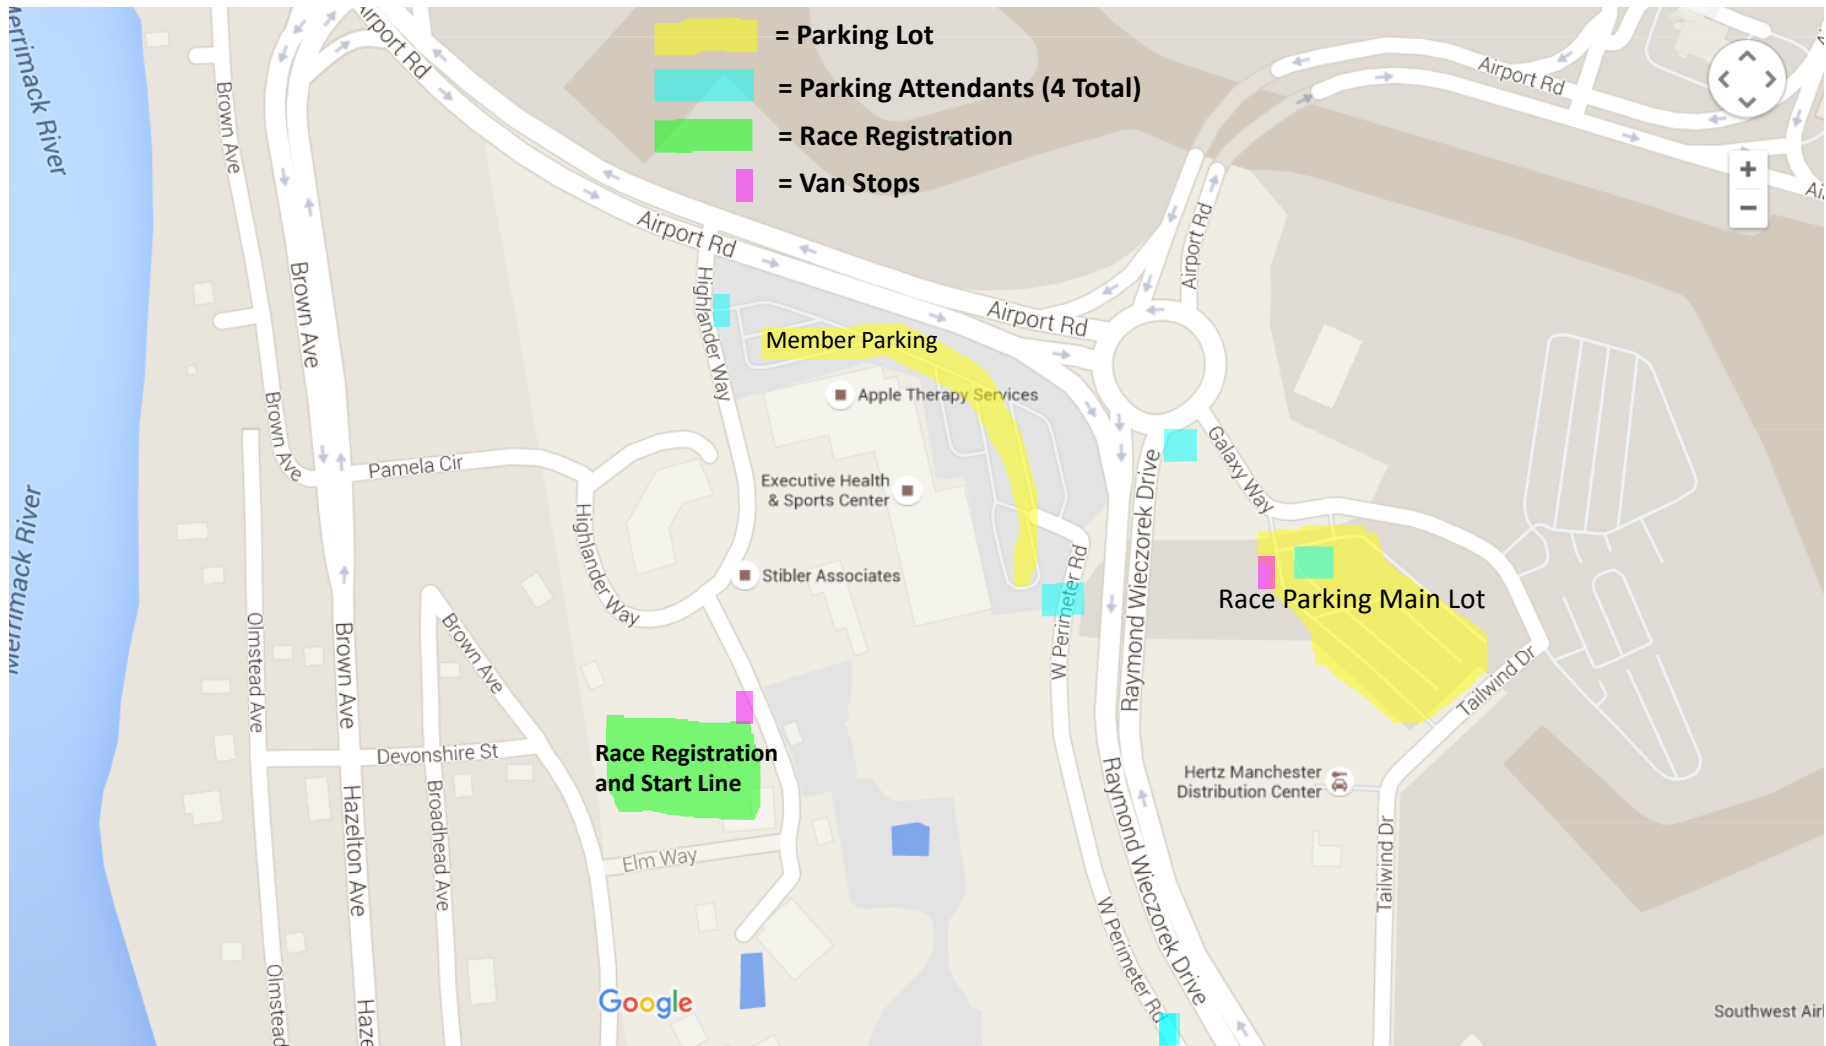 = Parking Lot
= Parking Attendants (4 Total)
= Race Registration
= Van Stops
Merrimack River
Airport Rd
Airport Rd
Brown Ave
Airport Rd
Airport Rd
Highlander Way
Brown Ave
Airport Rd
Member Parking
Apple Therapy Services
Brown Ave
Pamela Cir
Galaxy Way
Executive Health
& Sports Center
Raymond Wieczorek Drive
Merrimack River
Highlander Way
Stibler Associates
W Perimeter Rd
Race Parking Main Lot
Olmstead Ave
Brown Ave
Brown Ave
Tailwind Dr
Race Registration
and Start Line
Devonshire St
Hertz Manchester
Distribution Center
Raymond Wieczorek Drive
Hazelton Ave
Broadhead Ave
Elm Way
Tailwind Dr
W Perimeter Rd
Olmstead
Haze
Google
Southwest Airl